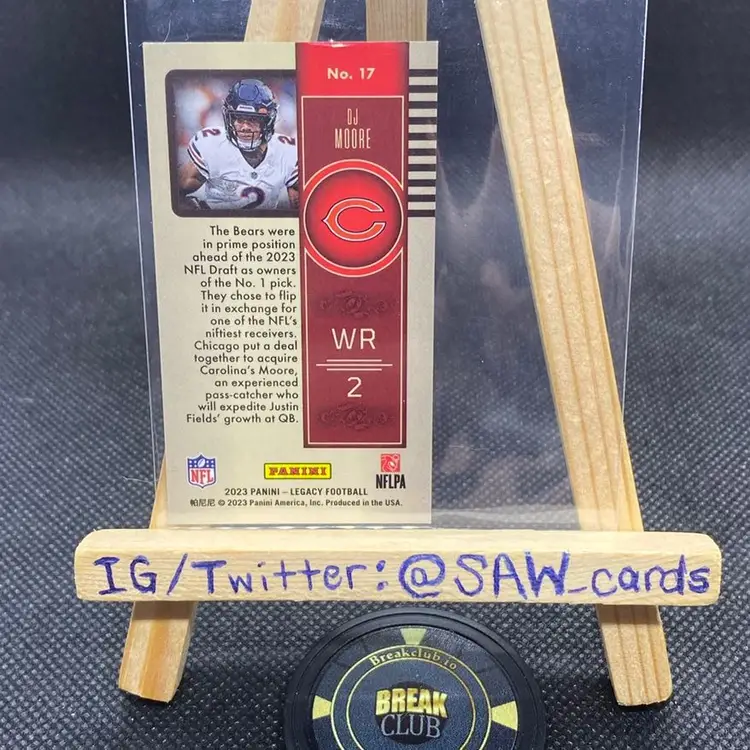 No. 17
DJ
MOORE
2
2
The Bears were
in prime position
ahead of the 2023
NFL Draft as owners
of the No. 1 pick.
They chose to flip
it in exchange for
one of the NFL's
niftiest receivers.
Chicago put a deal
together to acquire
Carolina's Moore,
an experienced
pass-catcher who
will expedite Justin
Fields' growth at QB.
C
WR
2
NFL
PANINI
NFLPA
2023 PANINI – LEGACY FOOTBALL
帕尼尼 © 2023 Panini America, Inc. Produced in the USA.
IG/Twitter: @SAW_cards
Breakclub.io
BREAK
CLUB